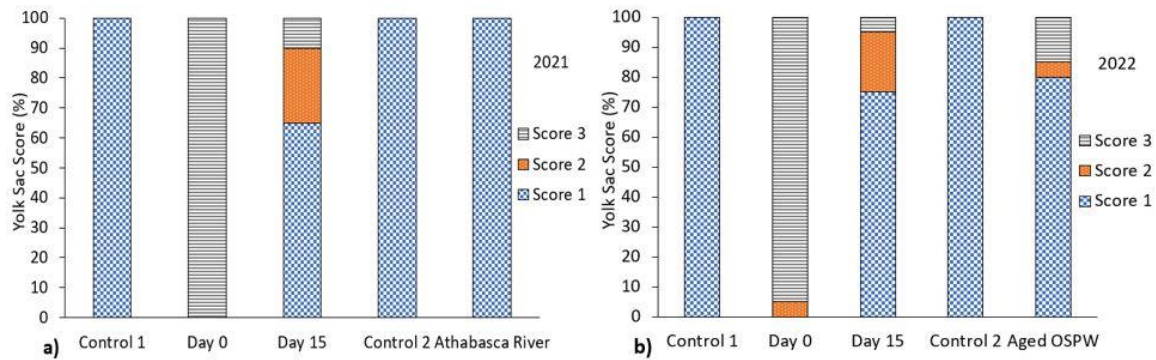 100
90
80
70
60
50
40
30
20
10
0
Yolk Sac Score (%)
2021
Score 3
Score 2
Score 1
Control 1 Day 0 Day 15 Control 2 Athabasca River
a)
100
90
80
70
60
50
40
30
20
10
0
Yolk Sac Score (%)
2022
Score 3
Score 2
Score 1
Control 1 Day 0 Day 15 Control 2 Aged OSPW
b)